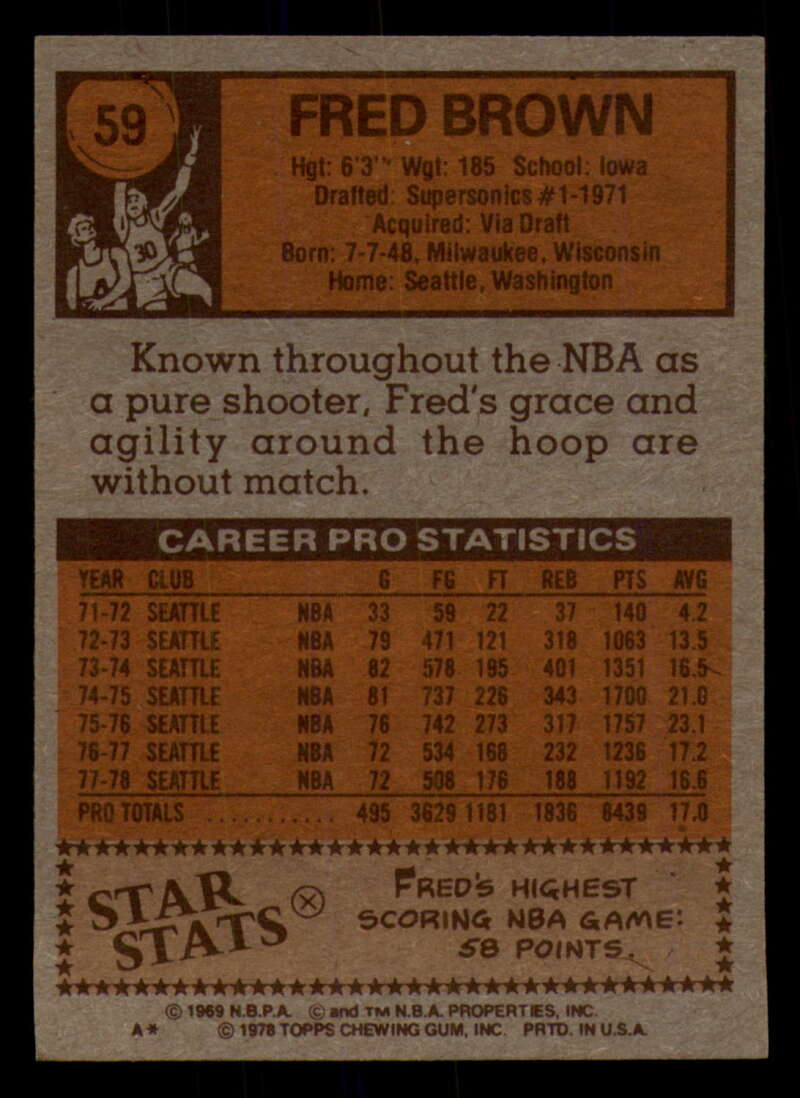 59
FRED BROWN
Hgt: 6'3" Wgt: 185 School: Iowa
Drafted: Supersonics #1-1971
Acquired: Via Draft
Born: 7-7-48, Milwaukee, Wisconsin
Home: Seattle, Washington
30
Known throughout the NBA as
a pure shooter, Fred's grace and
agility around the hoop are
without match.
CAREER PRO STATISTICS
YEAR CLUB G FG FT REB PTS AVG
71-72 SEATTLE NBA 33 59 22 37 140 4.2
72-73 SEATTLE NBA 79 471 121 318 1063 13.5
73-74 SEATTLE NBA 82 578 195 401 1351 16.5
74-75 SEATTLE NBA 81 737 226 343 1700 21.0
75-76 SEATTLE NBA 76 742 273 317 1757 23.1
76-77 SEATTLE NBA 72 534 168 232 1236 17.2
77-78 SEATTLE NBA 72 508 176 188 1192 16.6
PRO TOTALS ........... 495 3629 1181 1836 8439 17.0
STAR
STATS
FRED'S HIGHEST
SCORING NBA GAME:
58 POINTS.
© 1969 N.B.P.A. © and TM N.B.A. PROPERTIES, INC.
A* © 1978 TOPPS CHEWING GUM, INC. PRTD. IN U.S.A.